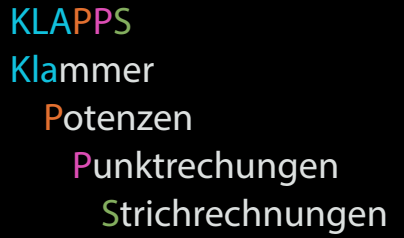 KLAPPS
Klammer
Potenzen
Punktrechungen
Strichrechnungen